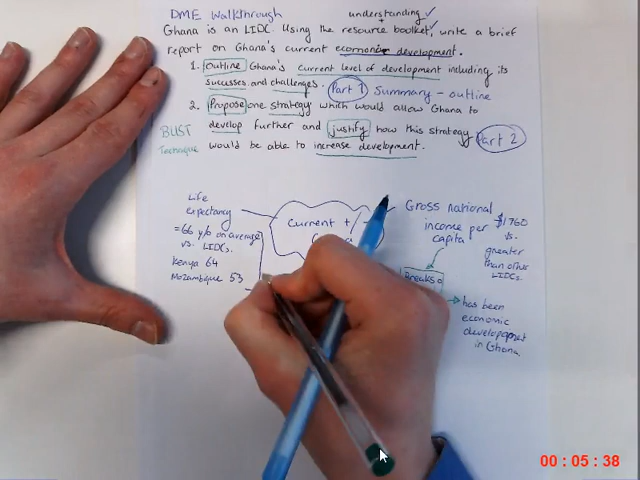 DME Walkthrough
understanding ✓
+
Ghana is an LIDC. Using the resource booklet, write a brief
report on Ghana's current economic development.
1. outline Ghana's current level of development including its
successes and challenges. Part 1 Summary - outline
2. Propose one strategy which would allow Ghana to
develop further and justify how this strategy Part 2
BUST
Technique
would be able to increase development.
Life
expectancy
= 66 y/o on average
vs. LIDCs.
Kenya 64
Mozambique 53
Current + /
Gross national
income per
capita
$1760
vs.
greater
than other
LIDCs
Breaks
has been
economic
development
in Ghana.
00 : 05 : 38